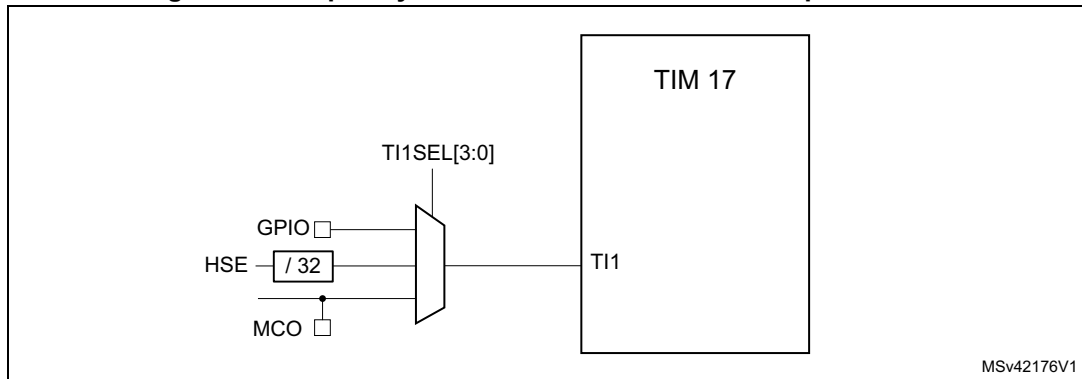 TIM 17
TI1SEL[3:0]
GPIO
HSE
/ 32
TI1
MCO
MSv42176V1